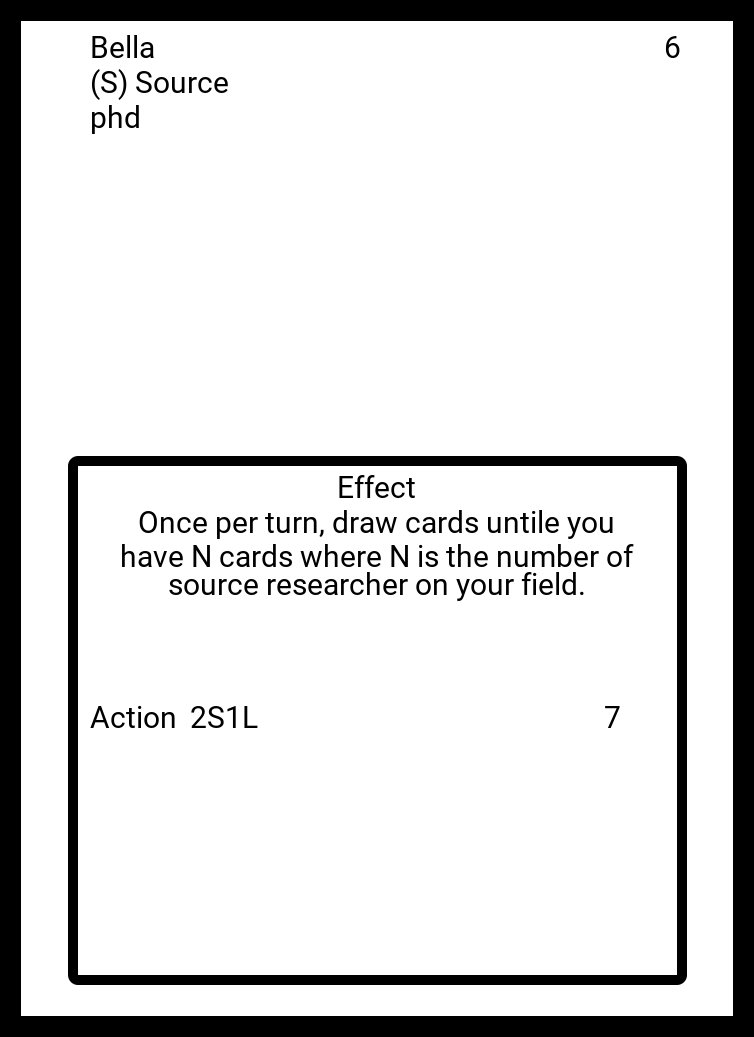 Bella 6
(S) Source
phd
Effect
Once per turn, draw cards untile you
have N cards where N is the number of
source researcher on your field.
Action 2S1L 7